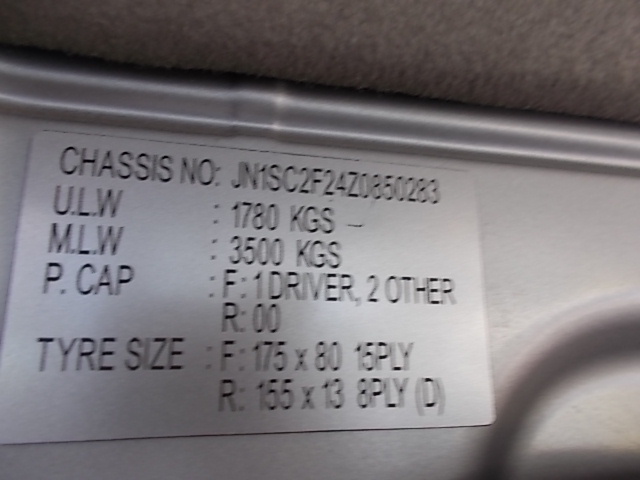 CHASSIS NO: JN1SC2F24Z0850283
U.L.W : 1780 KGS –
M.L.W : 3500 KGS
P. CAP : F: 1 DRIVER, 2 OTHER
R: 00
TYRE SIZE : F: 175 x 80 15PLY
R: 155 x 13 8PLY (D)